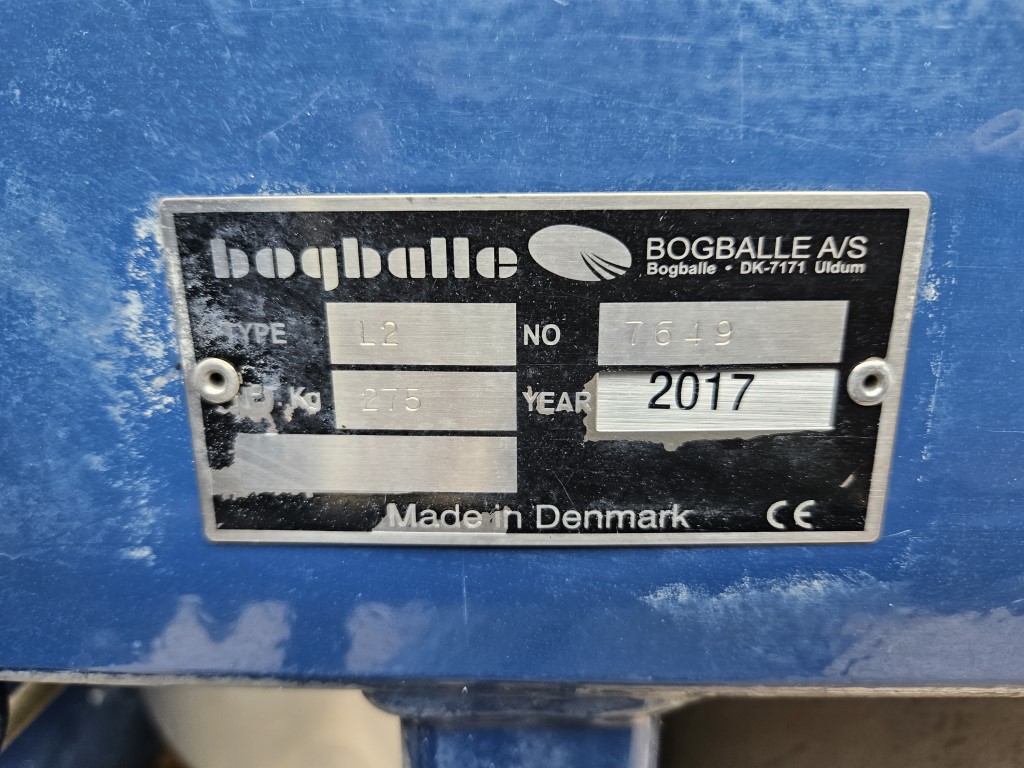 bogballe
BOGBALLE A/S
Bogballe • DK-7171 Uldum
TYPE L2 NO 7649
Kg 275 YEAR 2017
Made in Denmark CE